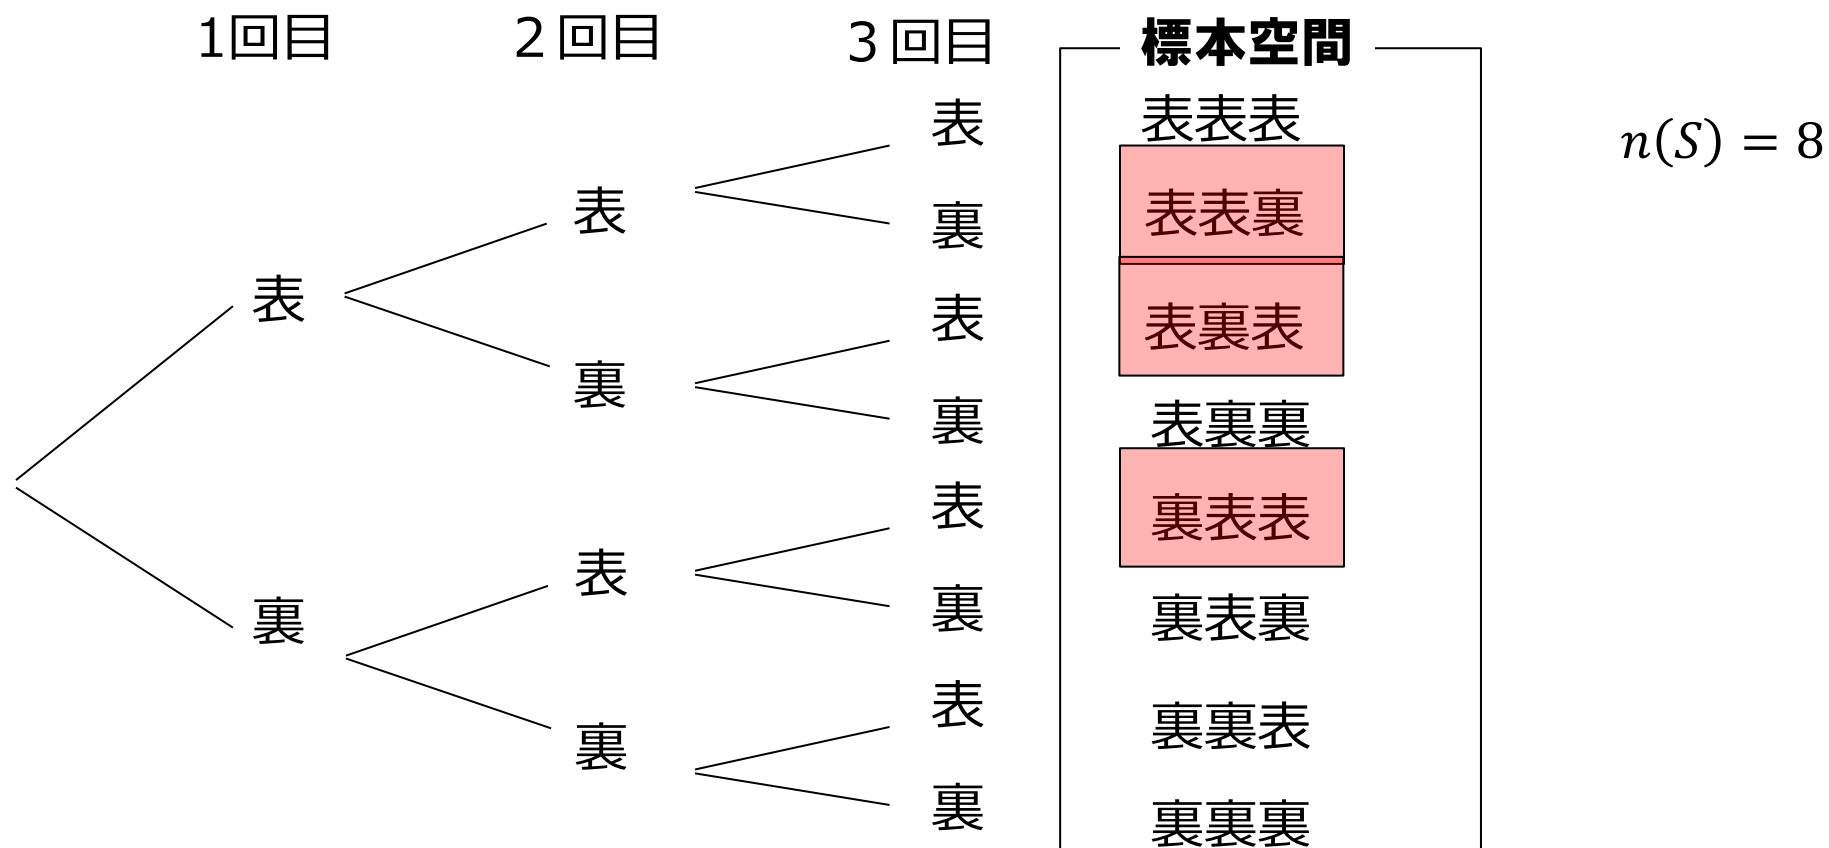 1回目
２回目
３回目
標本空間
表
表表表
n(S) = 8
表
裏
表表裏
表
表
表裏表
裏
裏
表裏裏
表
裏表表
表
裏
裏
裏表裏
表
裏裏表
裏
裏
裏裏裏